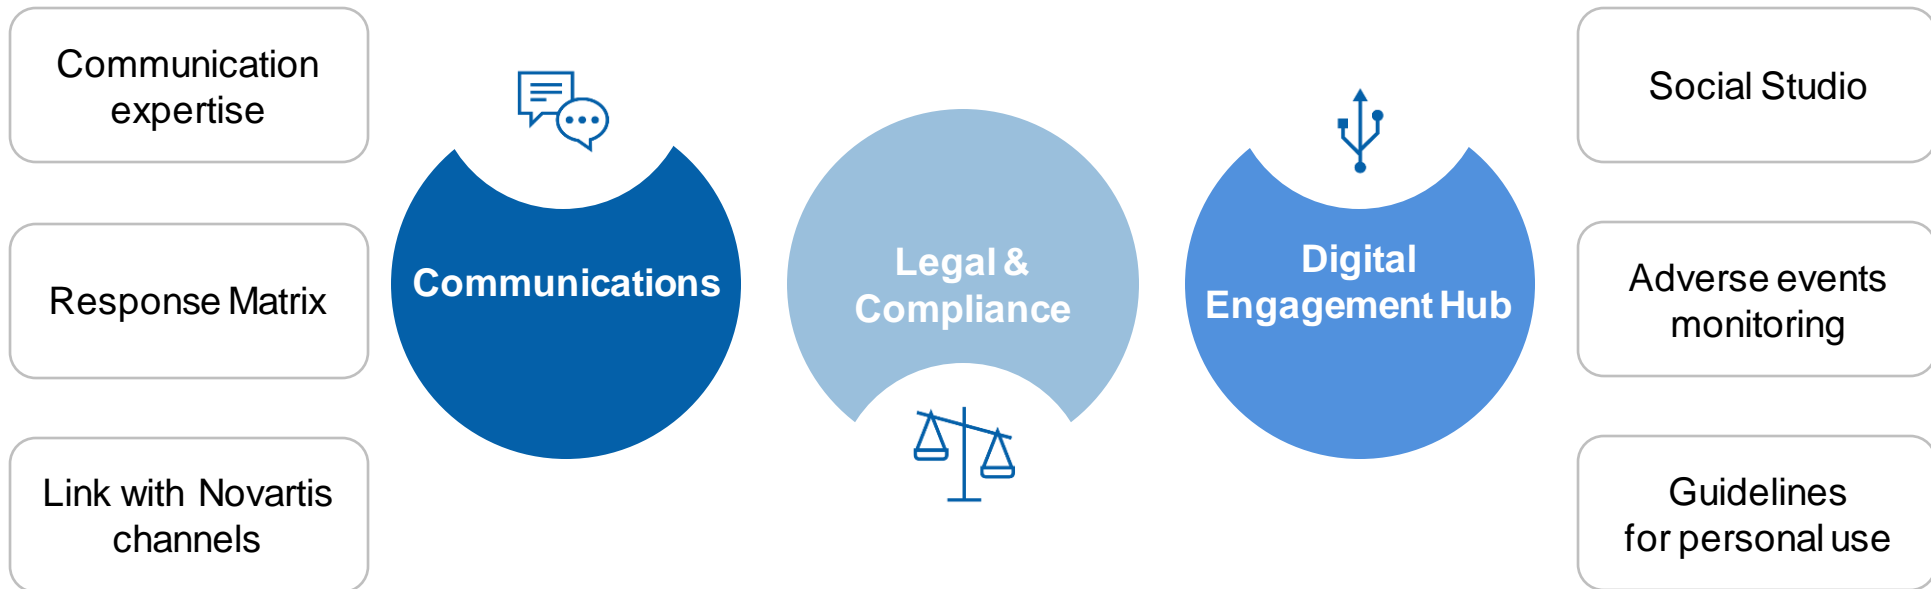 Communication
expertise
Response Matrix
Link with Novartis
channels
Communications
Legal &
Compliance
Digital
Engagement Hub
Social Studio
Adverse events
monitoring
Guidelines
for personal use